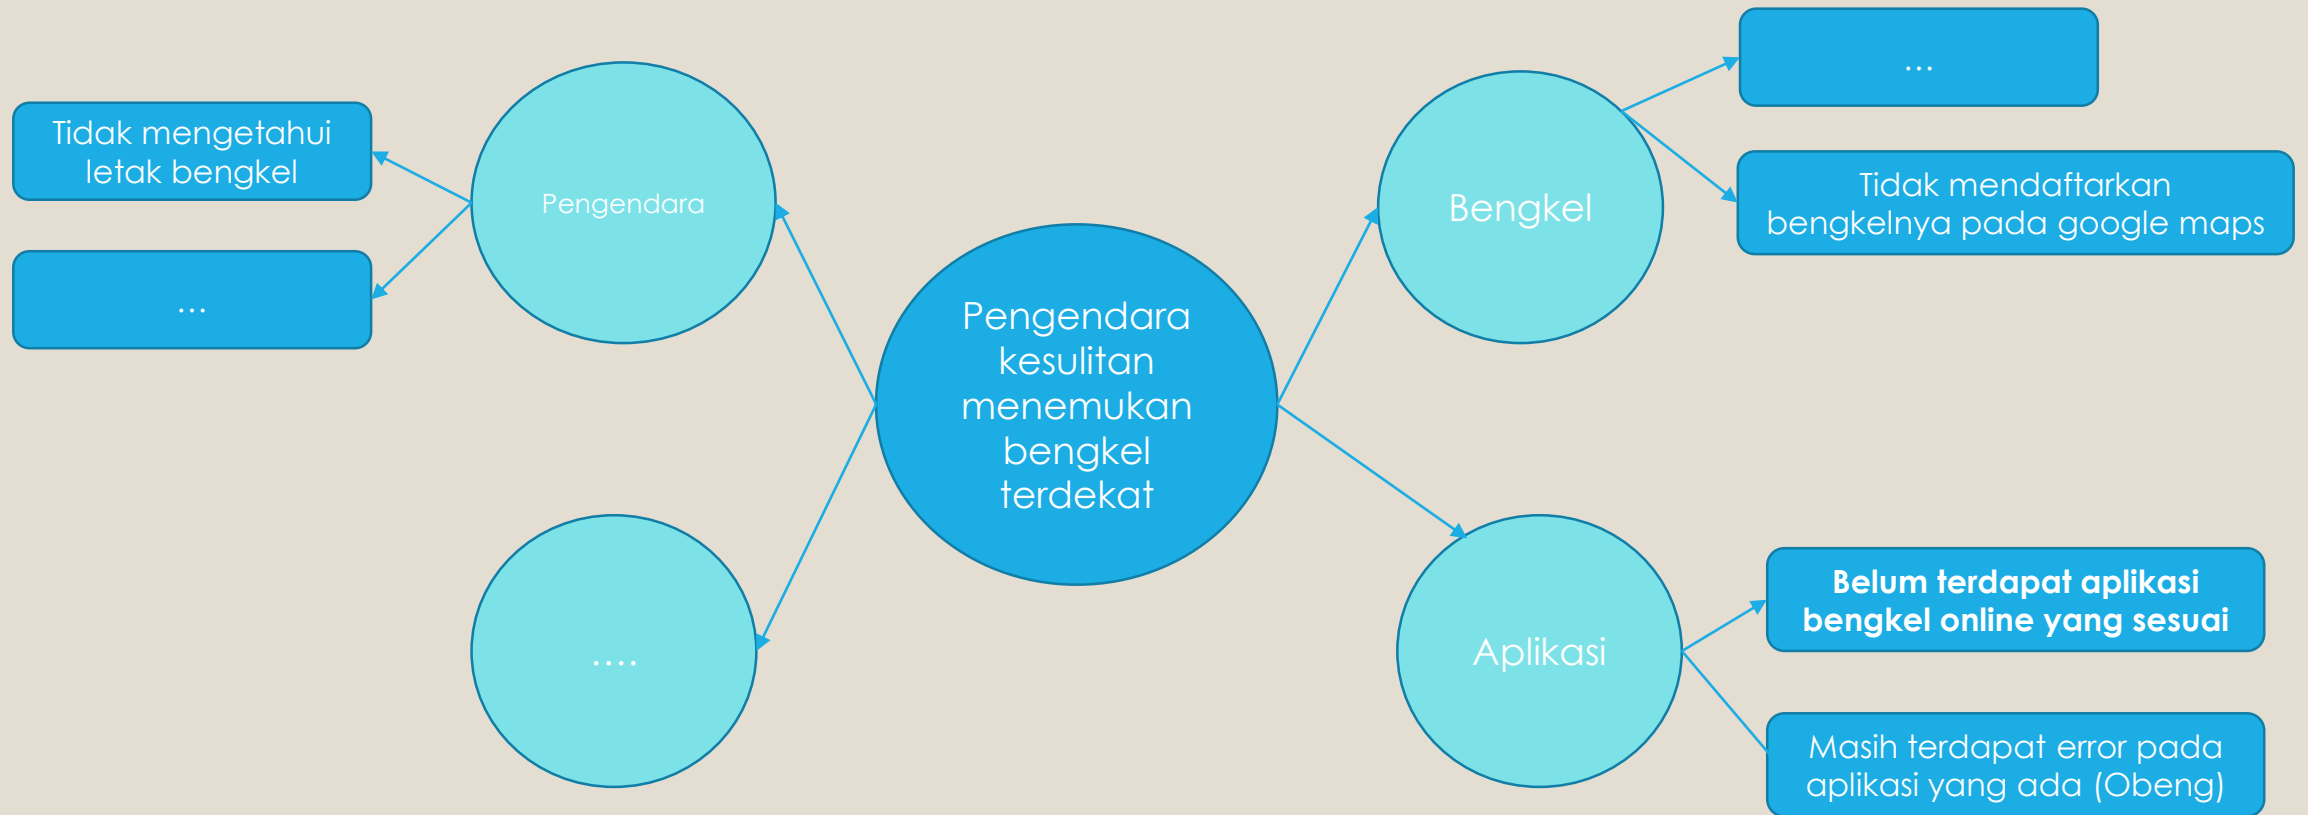 Tidak mengetahui
letak bengkel
...
Pengendara
....
Pengendara
kesulitan
menemukan
bengkel
terdekat
Bengkel
...
Tidak mendaftarkan
bengkelnya pada google maps
Aplikasi
Belum terdapat aplikasi
bengkel online yang sesuai
Masih terdapat error pada
aplikasi yang ada (Obeng)